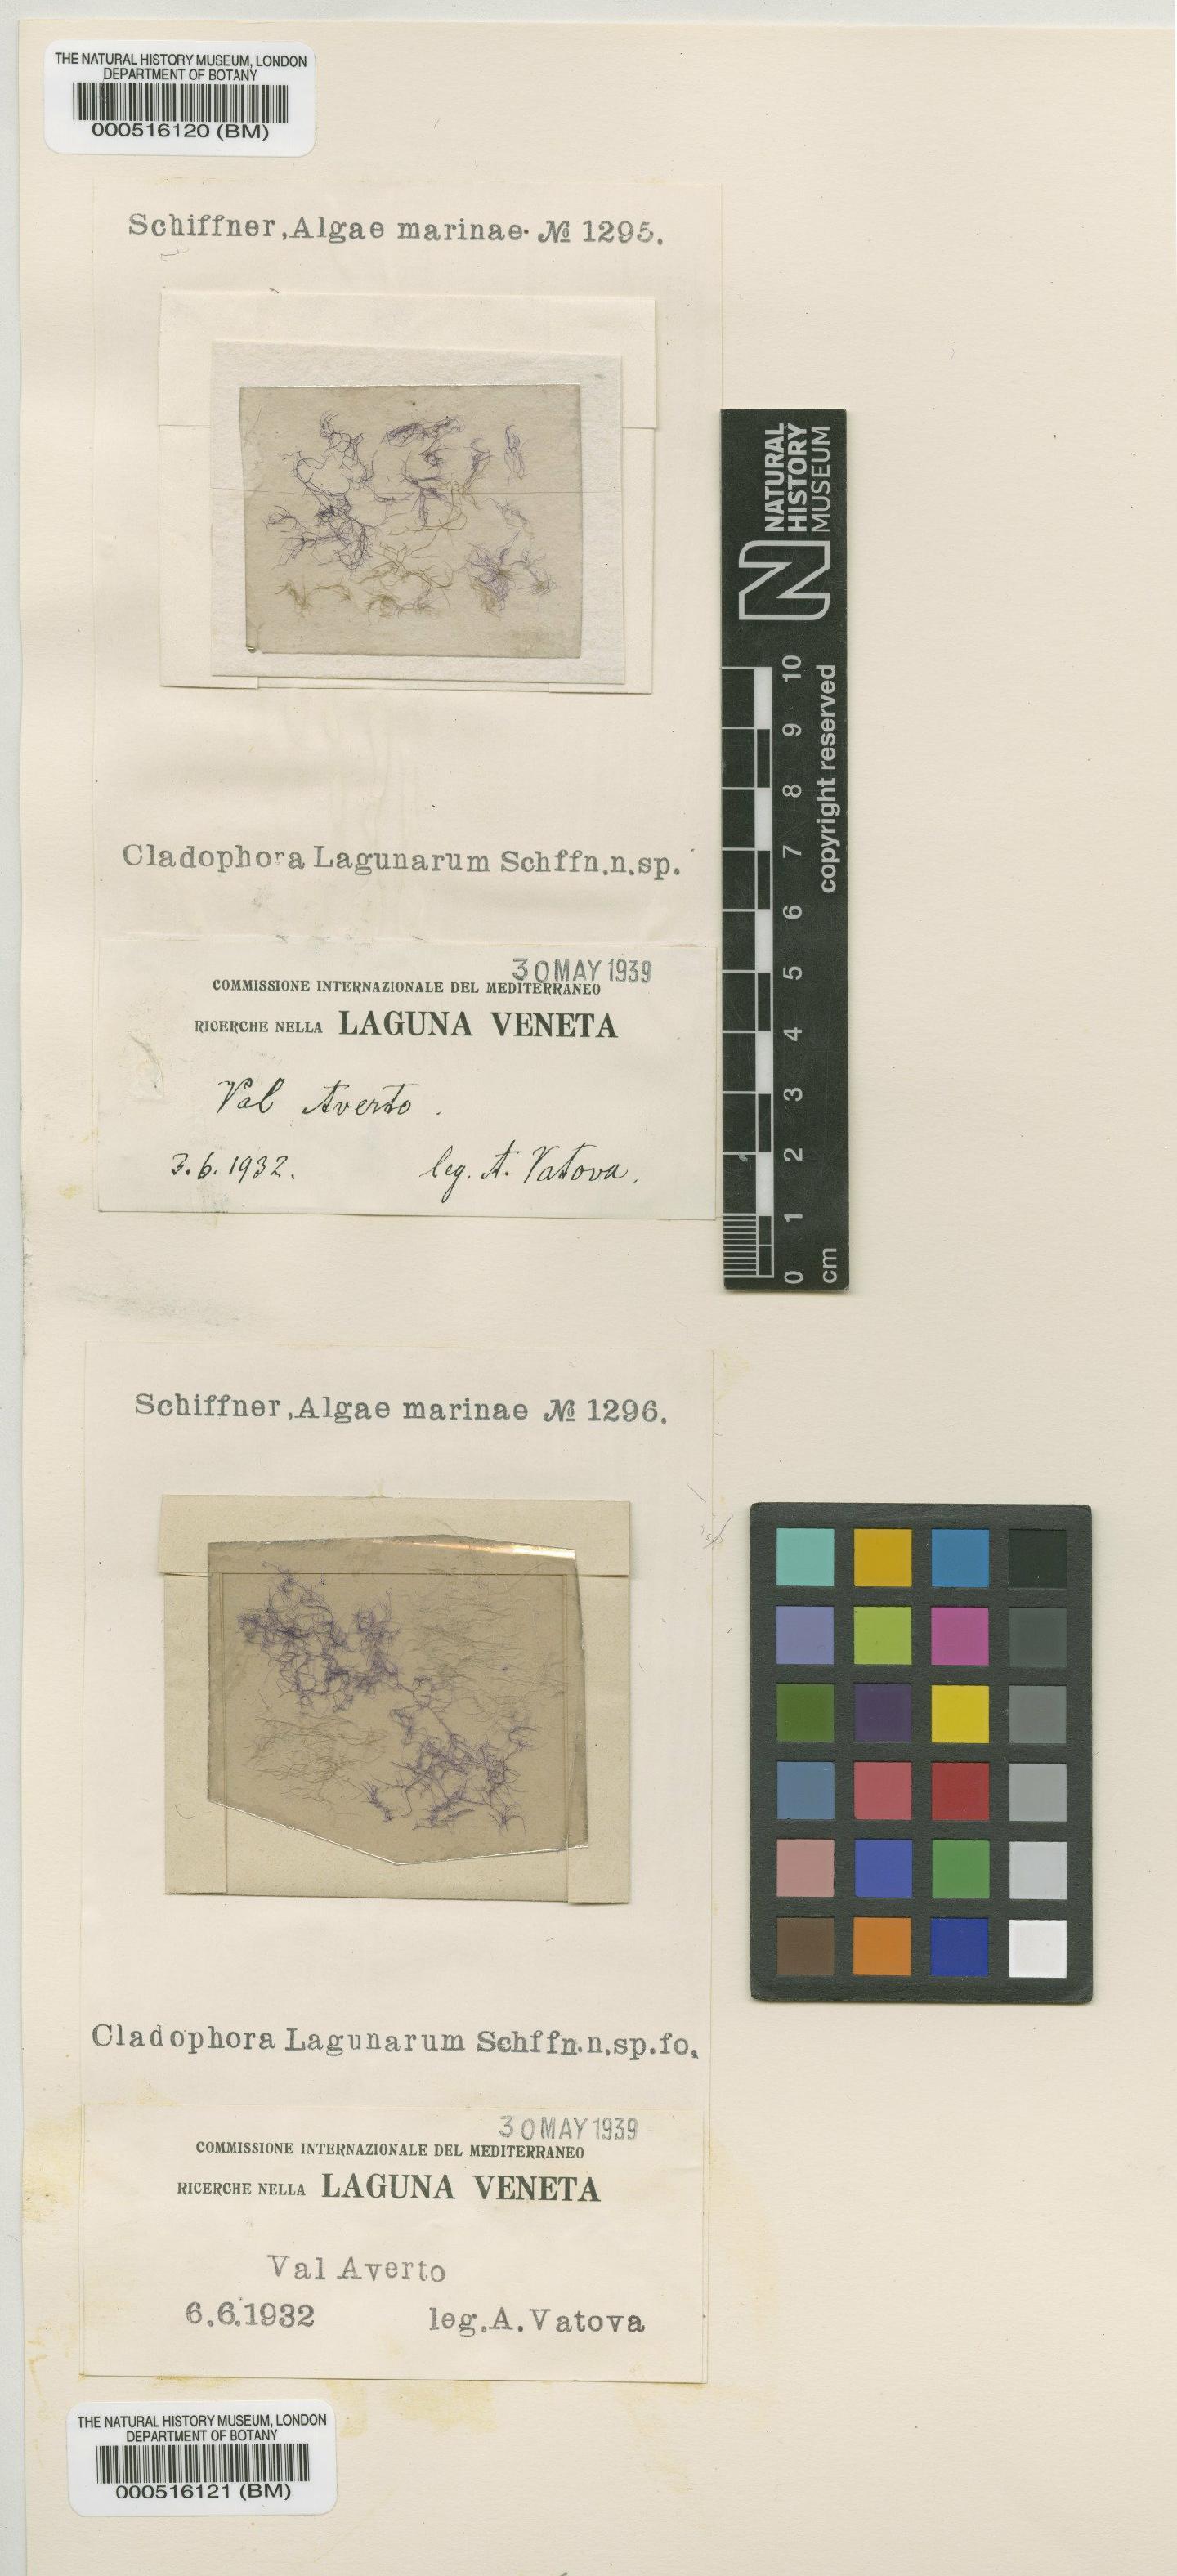 THE NATURAL HISTORY MUSEUM, LONDON
DEPARTMENT OF BOTANY
000516120 (BM)
Schiffner, Algae marinae. № 1295.
Cladophora Lagunarum Schffn.n.sp.
30 MAY 1939
COMMISSIONE INTERNAZIONALE DEL MEDITERRANEO
RICERCHE NELLA LAGUNA VENETA
Val Averto.
3.6.1932. leg. A. Vatova.
NATURAL
HISTORY
MUSEUM
copyright reserved
10
9
8
7
6
5
4
3
2
1
0
cm
Schiffner, Algae marinae № 1296.
Cladophora Lagunarum Schffn.n.sp.fo.
30 MAY 1939
COMMISSIONE INTERNAZIONALE DEL MEDITERRANEO
RICERCHE NELLA LAGUNA VENETA
Val Averto
6.6.1932 leg.A.Vatova
THE NATURAL HISTORY MUSEUM, LONDON
DEPARTMENT OF BOTANY
000516121 (BM)